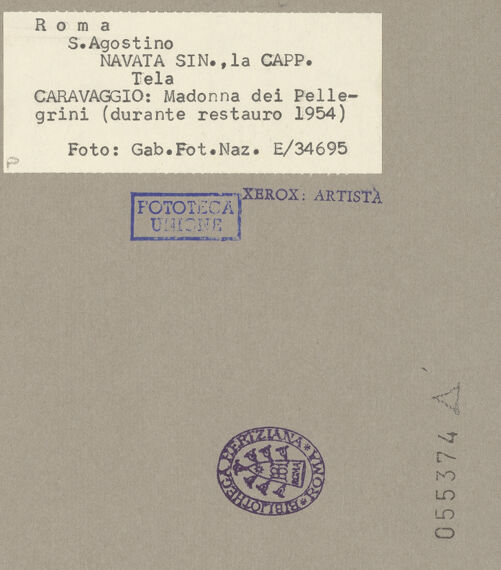 R o m a
S.Agostino
NAVATA SIN.,la CAPP.
Tela
CARAVAGGIO: Madonna dei Pelle-
grini (durante restauro 1954)
Foto: Gab.Fot.Naz. E/34695
P
XEROX: ARTISTA
FOTOTECA
UNIONE
BIBLIOTHECA HERTZIANA * ROMA *
ROMA
055374 A